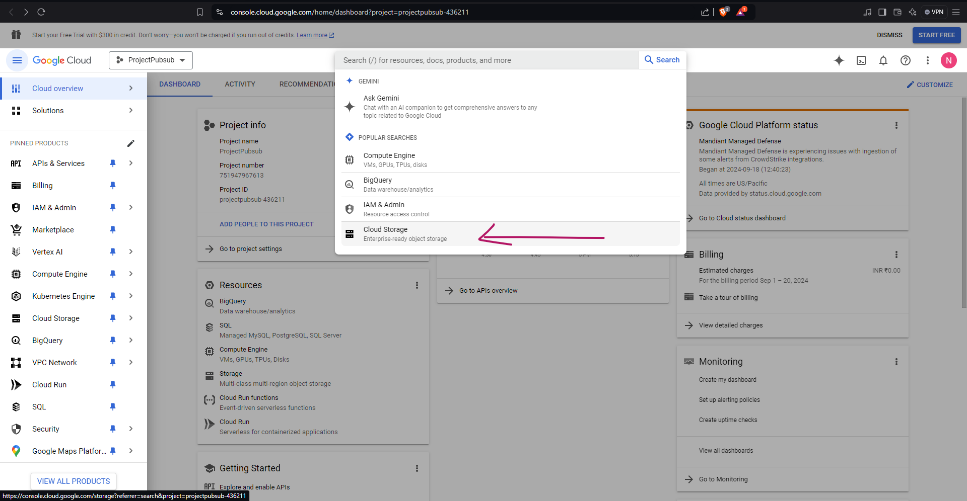 console.cloud.google.com/home/dashboard?project=projectpubsub-436211
VPN
Start your Free Trial with $300 in credit. Don't worry—you won't be charged if you run out of credits. Learn more
DISMISS
START FREE
Google Cloud
ProjectPubsub
Search (/) for resources, docs, products, and more
Search
N
Cloud overview
Solutions
PINNED PRODUCTS
API APIs & Services
Billing
IAM & Admin
Marketplace
Vertex AI
Compute Engine
Kubernetes Engine
Cloud Storage
BigQuery
VPC Network
Cloud Run
SQL
Security
Google Maps Platfor...
VIEW ALL PRODUCTS
https://console.cloud.google.com/storage?referrer=search&project=projectpubsub-436211
DASHBOARD
ACTIVITY
RECOMMENDATI
CUSTOMIZE
GEMINI
Ask Gemini
Chat with an AI companion to get comprehensive answers to any
topic related to Google Cloud
POPULAR SEARCHES
Compute Engine
VMs, GPUs, TPUs, disks
BigQuery
Data warehouse/analytics
IAM & Admin
Resource access control
Cloud Storage
Enterprise-ready object storage
Project info
Project name
ProjectPubsub
Project number
751947967613
Project ID
projectpubsub-436211
ADD PEOPLE TO THIS PROJECT
Go to project settings
Resources
BigQuery
Data warehouse/analytics
SQL
Managed MySQL, PostgreSQL, SQL Server
Compute Engine
VMs, GPUs, TPUs, Disks
Storage
Multi-class multi-region object storage
Cloud Run functions
Event-driven serverless functions
Cloud Run
Serverless for containerized applications
Getting Started
API Explore and enable APIs
Go to APIs overview
Google Cloud Platform status
Mandiant Managed Defense
Mandiant Managed Defense is experiencing issues with ingestion of
some alerts from CrowdStrike integrations.
Began at 2024-09-18 (12:40:23)
All times are US/Pacific
Data provided by status.cloud.google.com
Go to Cloud status dashboard
Billing
Estimated charges
INR ₹0.00
For the billing period Sep 1 – 20, 2024
Take a tour of billing
View detailed charges
Monitoring
Create my dashboard
Set up alerting policies
Create uptime checks
View all dashboards
Go to Monitoring